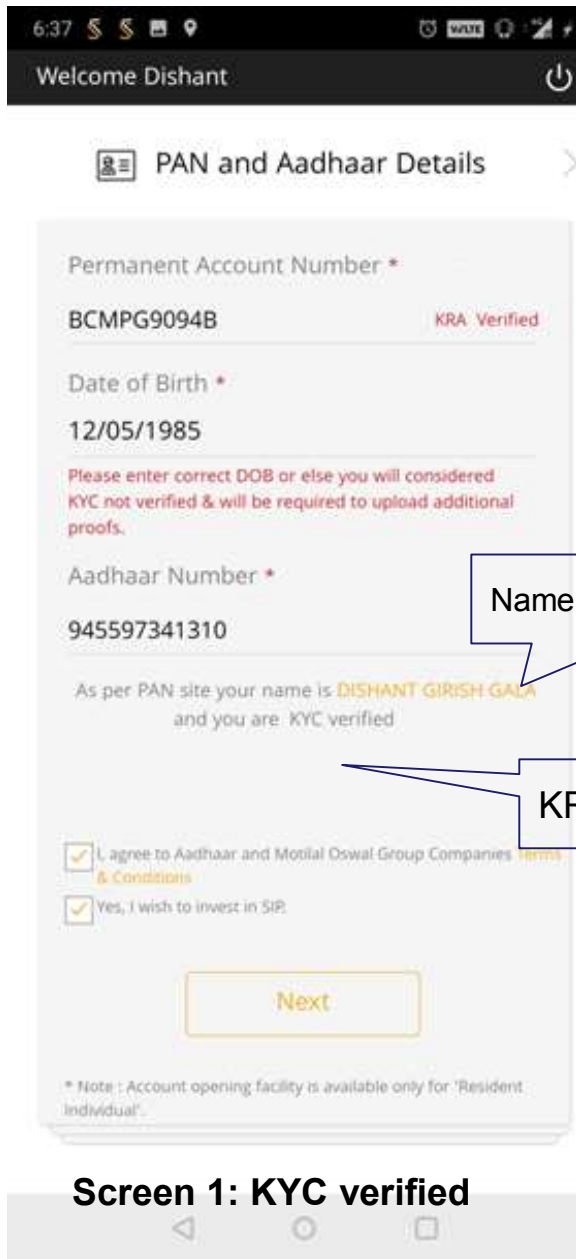 6:37
VoLTE
Welcome Dishant
PAN and Aadhaar Details
Permanent Account Number *
BCMPG9094B KRA Verified
Date of Birth *
12/05/1985
Please enter correct DOB or else you will considered
KYC not verified & will be required to upload additional
proofs.
Aadhaar Number *
945597341310
Name
As per PAN site your name is DISHANT GIRISH GALA
and you are KYC verified
KR
I, agree to Aadhaar and Motilal Oswal Group Companies Terms
& Conditions
Yes, I wish to invest in SIP.
Next
* Note : Account opening facility is available only for 'Resident
Individual'.
Screen 1: KYC verified